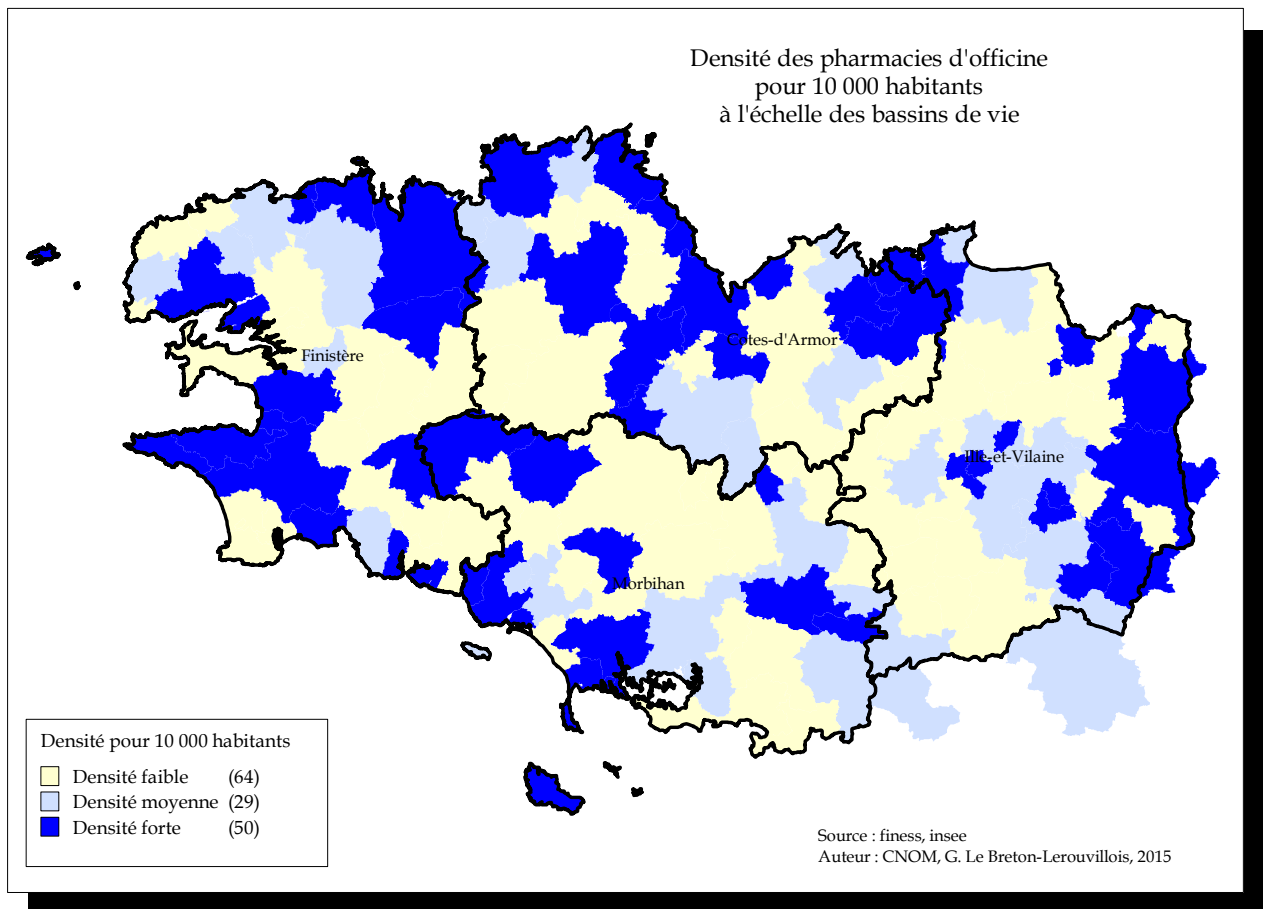 Densité des pharmacies d'officine
pour 10 000 habitants
à l'échelle des bassins de vie
Côtes-d'Armor
Finistère
Ille-et-Vilaine
Morbihan
Densité pour 10 000 habitants
Densité faible (64)
Densité moyenne (29)
Densité forte (50)
Source : finess, insee
Auteur : CNOM, G. Le Breton-Lerouvillois, 2015